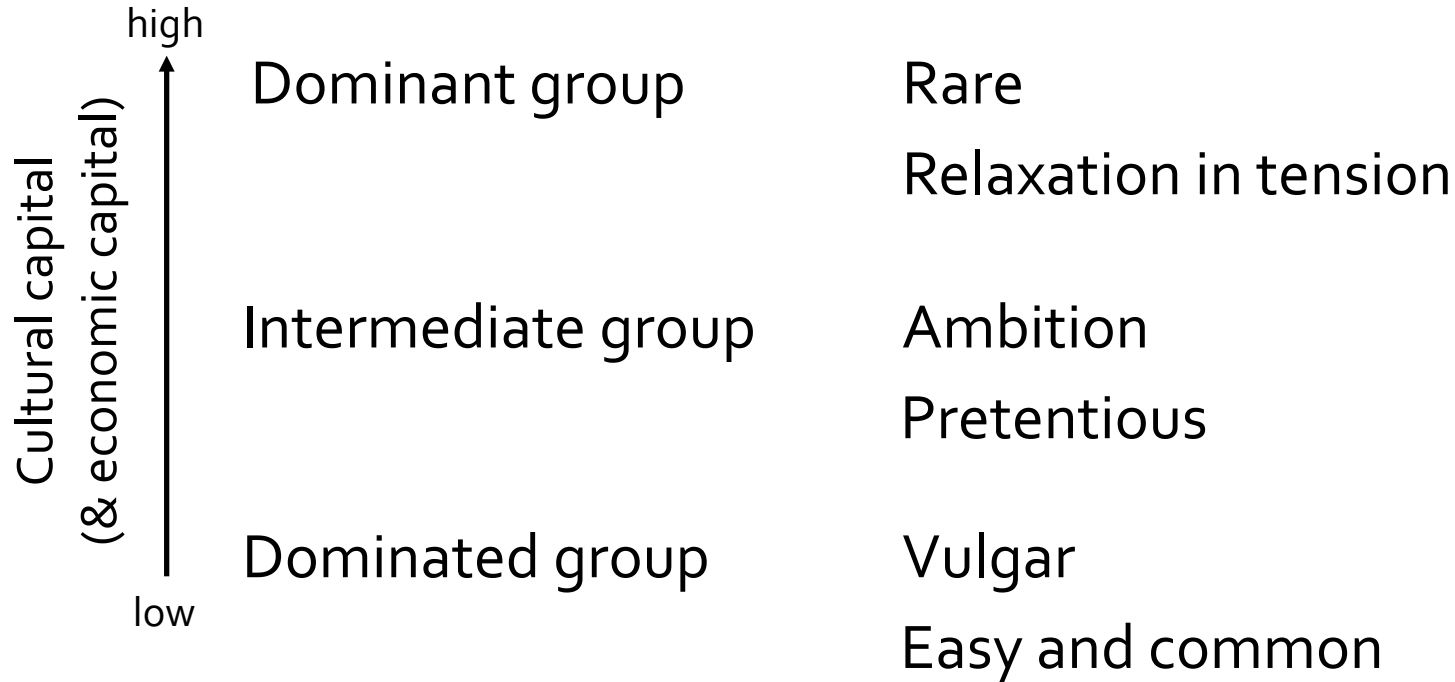 high
Cultural capital
(& economic capital)
Dominant group
Rare
Relaxation in tension
Intermediate group
Ambition
Pretentious
Dominated group
Vulgar
Easy and common
low